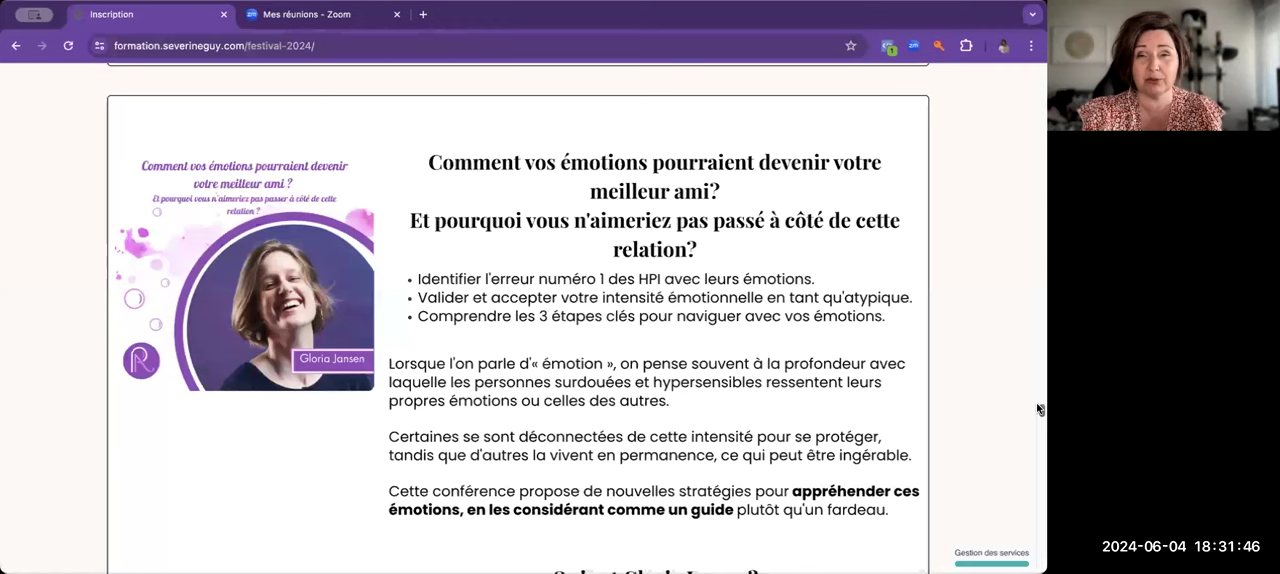 Inscription
Mes réunions - Zoom
formation.severineguy.com/festival-2024/
1
Comment vos émotions pourraient devenir
votre meilleur ami ?
Et pourquoi vous n'aimeriez pas passer à côté de cette
relation ?
Gloria Jansen
Comment vos émotions pourraient devenir votre
meilleur ami?
Et pourquoi vous n'aimeriez pas passé à côté de cette
relation?
• Identifier l'erreur numéro 1 des HPI avec leurs émotions.
• Valider et accepter votre intensité émotionnelle en tant qu'atypique.
• Comprendre les 3 étapes clés pour naviguer avec vos émotions.
Lorsque l'on parle d'« émotion », on pense souvent à la profondeur avec
laquelle les personnes surdouées et hypersensibles ressentent leurs
propres émotions ou celles des autres.
Certaines se sont déconnectées de cette intensité pour se protéger,
tandis que d'autres la vivent en permanence, ce qui peut être ingérable.
Cette conférence propose de nouvelles stratégies pour appréhender ces
émotions, en les considérant comme un guide plutôt qu'un fardeau.
Gestion des services
2024-06-04 18:31:46